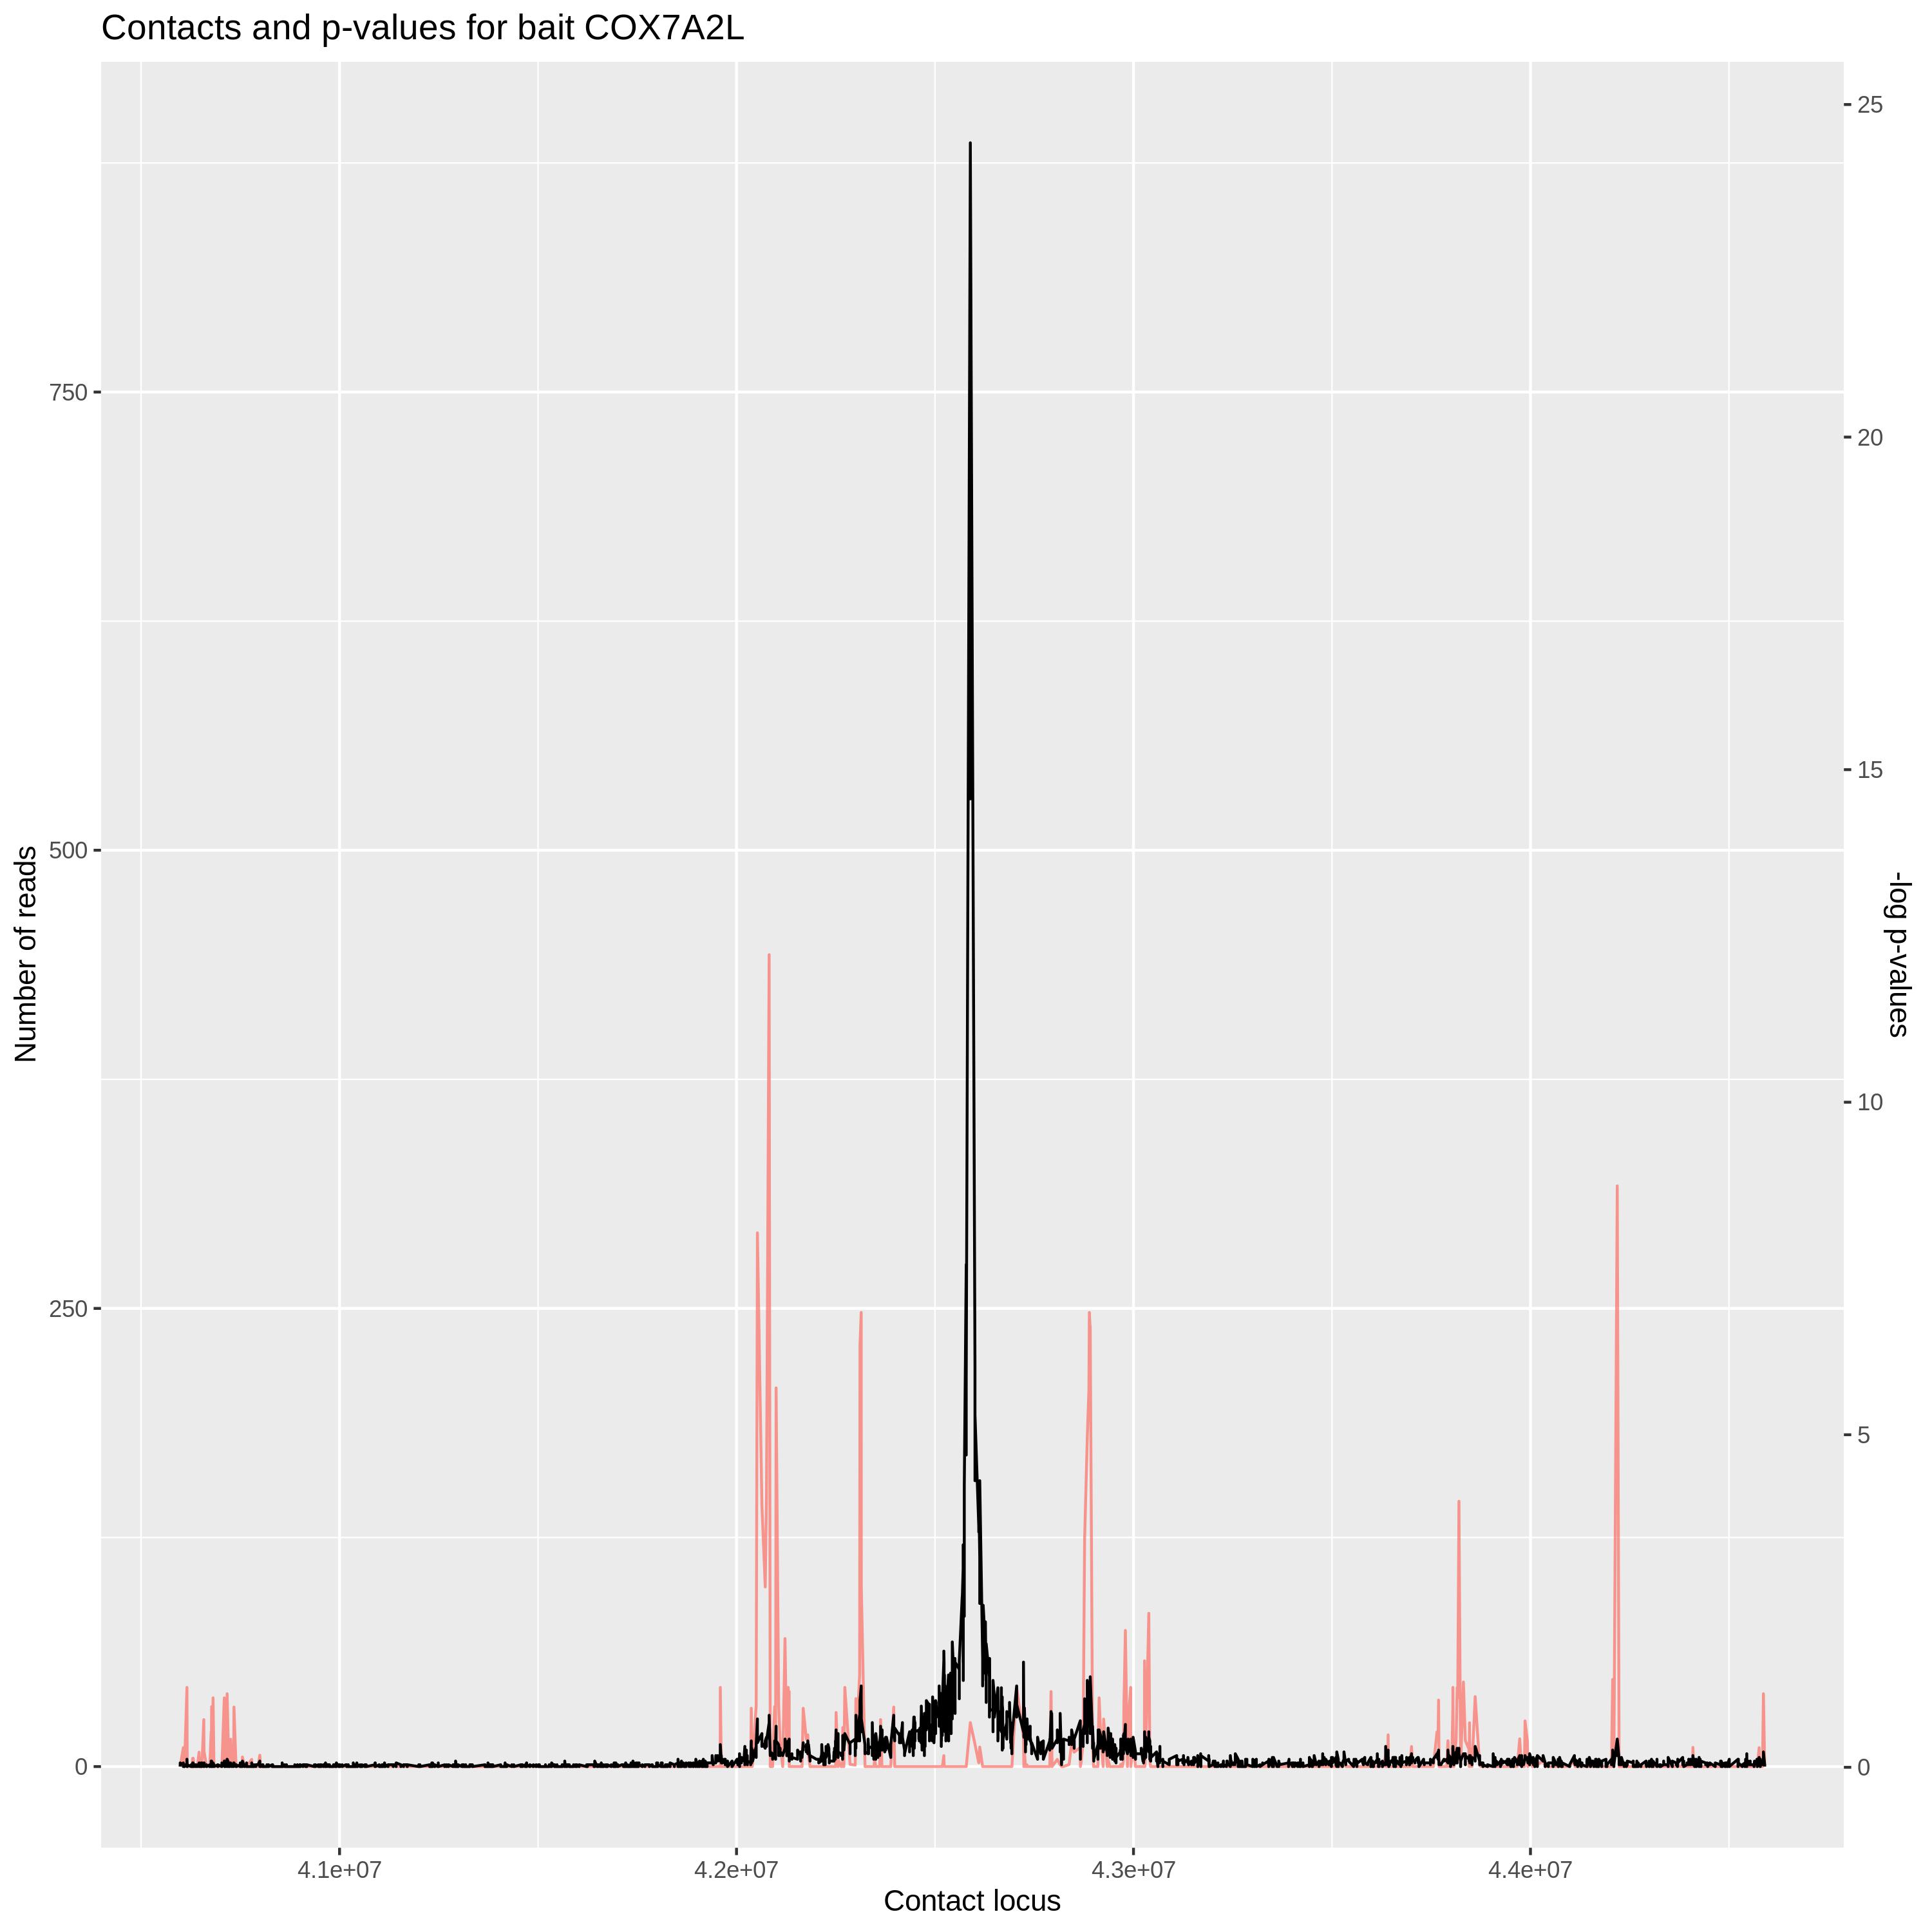 Contacts and p-values for bait COX7A2L
25
750
20
15
500
Number of reads
-log p-values
10
250
5
0
0
4.1e+07
4.2e+07
4.3e+07
4.4e+07
Contact locus